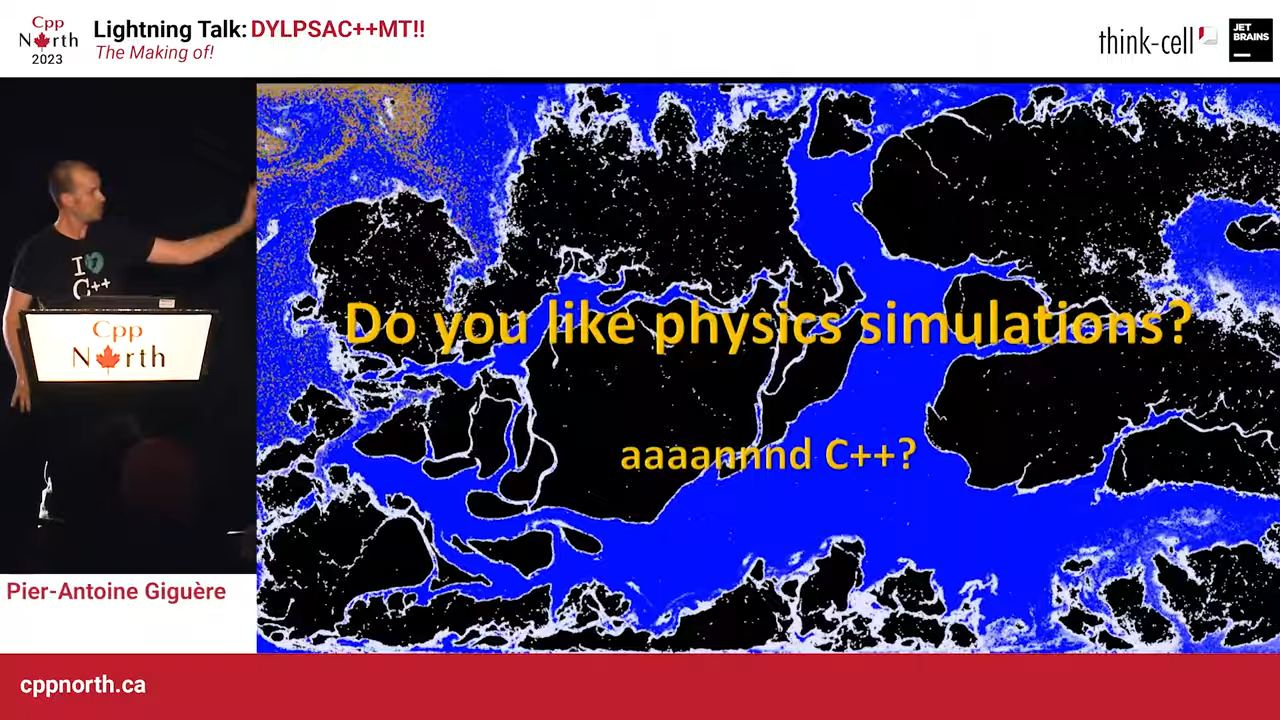 Cpp
North
2023
Lightning Talk: DYLPSAC++MT!!
The Making of!
think-cell
JET
BRAINS
I
C++
Cpp
North
Do you like physics simulations?
aaaannnd C++?
Pier-Antoine Giguère
cppnorth.ca